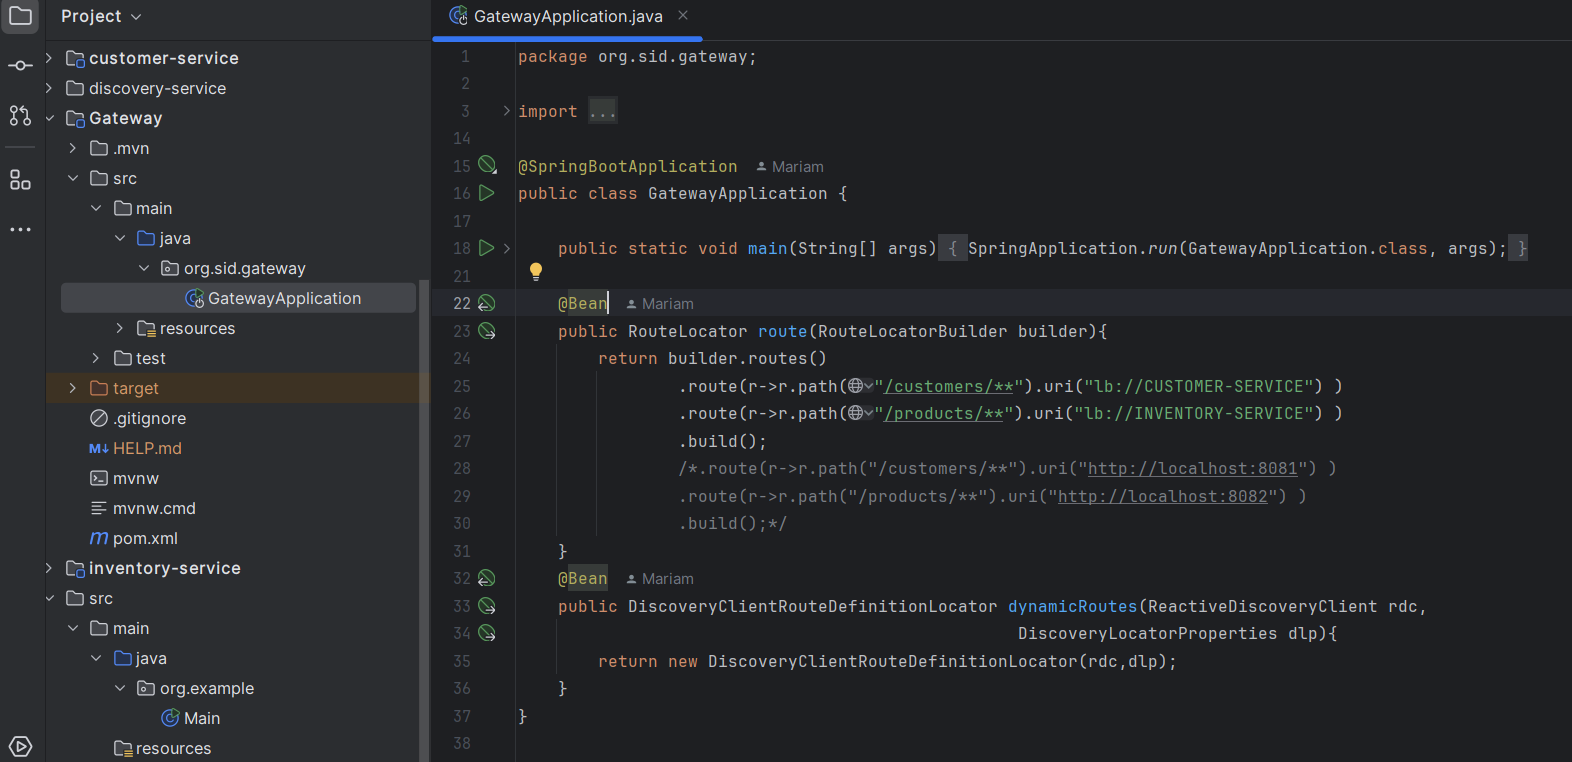 Project
customer-service
discovery-service
Gateway
.mvn
src
main
java
org.sid.gateway
GatewayApplication
resources
test
target
.gitignore
M↓ HELP.md
mvnw
mvnw.cmd
m pom.xml
inventory-service
src
main
java
org.example
Main
resources
GatewayApplication.java
1 package org.sid.gateway;
2
3 import ...
14
15 @SpringBootApplication Mariam
16 public class GatewayApplication {
17
18 public static void main(String[] args) { SpringApplication.run(GatewayApplication.class, args); }
21
22 @Bean Mariam
23 public RouteLocator route(RouteLocatorBuilder builder){
24 return builder.routes()
25 .route(r->r.path("/customers/**").uri("lb://CUSTOMER-SERVICE") )
26 .route(r->r.path("/products/**").uri("lb://INVENTORY-SERVICE") )
27 .build();
28 /*.route(r->r.path("/customers/**").uri("http://localhost:8081") )
29 .route(r->r.path("/products/**").uri("http://localhost:8082") )
30 .build();*/
31 }
32 @Bean Mariam
33 public DiscoveryClientRouteDefinitionLocator dynamicRoutes(ReactiveDiscoveryClient rdc,
34 DiscoveryLocatorProperties dlp){
35 return new DiscoveryClientRouteDefinitionLocator(rdc,dlp);
36 }
37 }
38